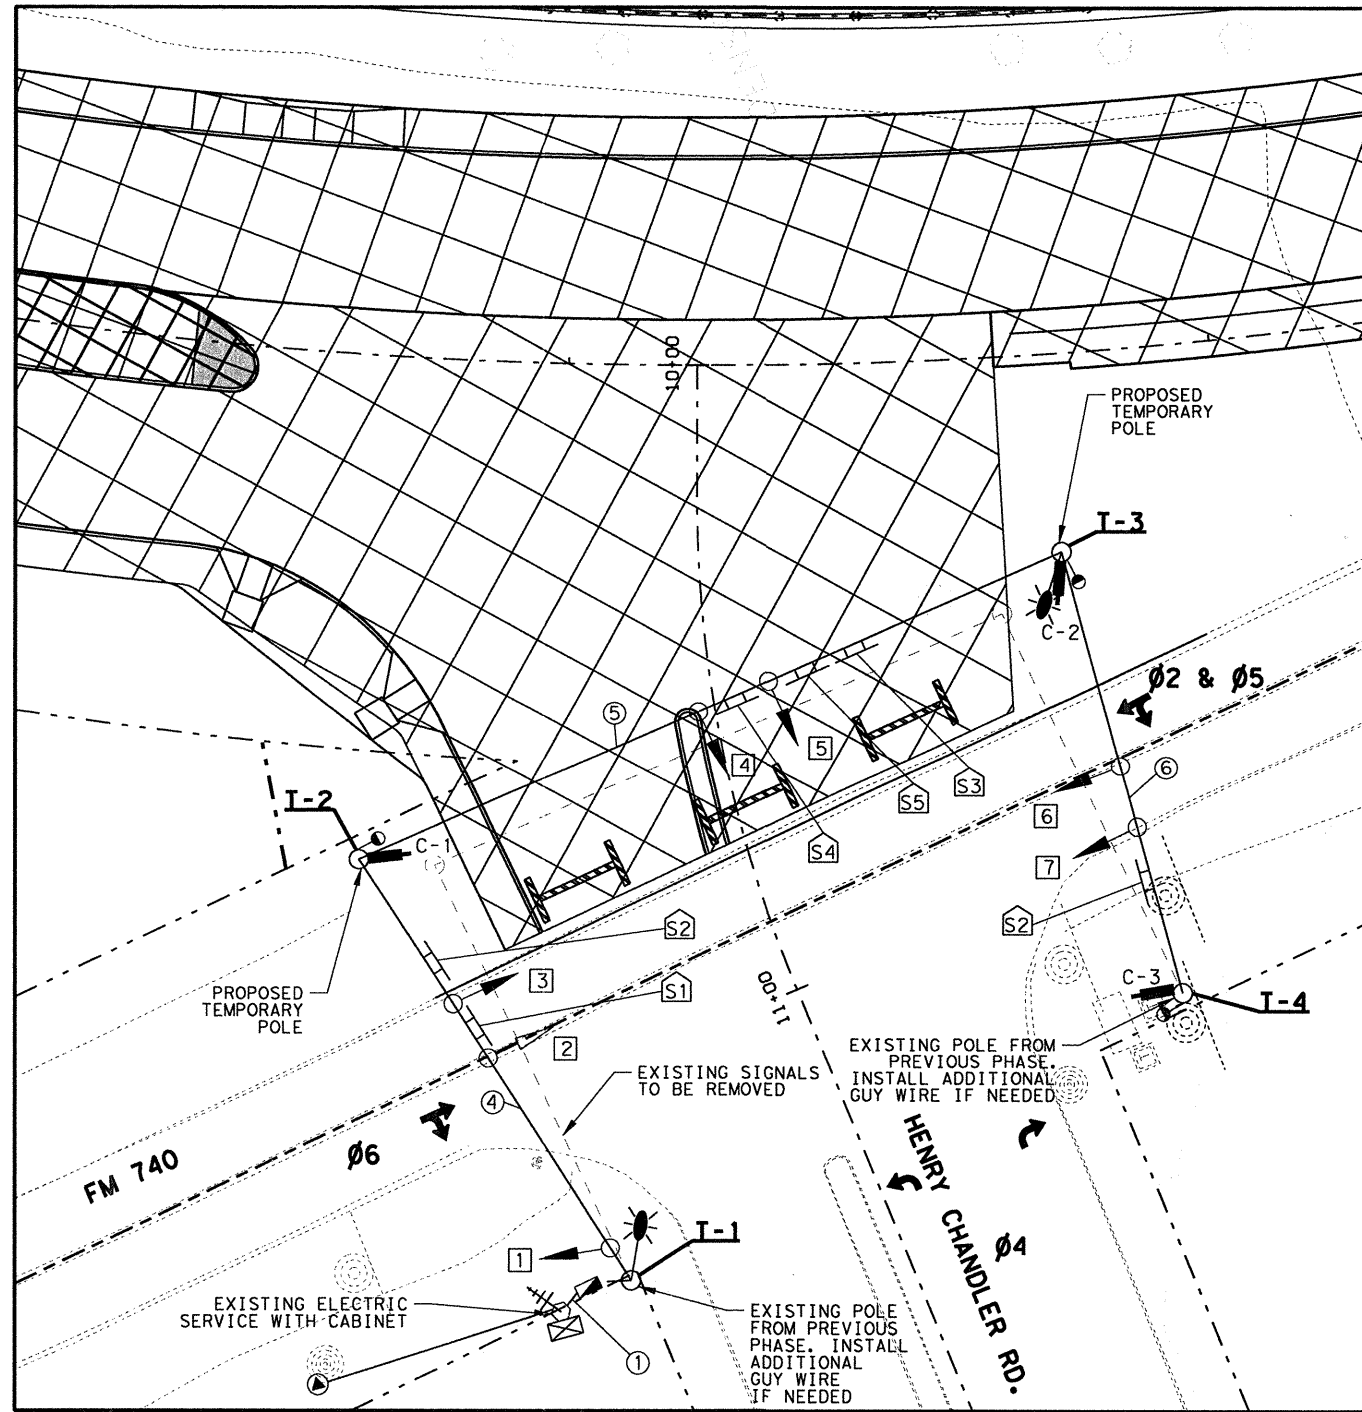 10+00
PROPOSED
TEMPORARY
POLE
T-3
C-2
Ø2 & Ø5
5
4
5
S3
S5
S4
6
6
7
S2
T-2
C-1
S2
3
S1
2
PROPOSED
TEMPORARY
POLE
11+00
C-3
T-4
EXISTING POLE FROM
PREVIOUS PHASE.
INSTALL ADDITIONAL
GUY WIRE IF NEEDED
EXISTING SIGNALS
TO BE REMOVED
4
Ø6
FM 740
HENRY CHANDLER RD.
Ø4
T-1
1
EXISTING ELECTRIC
SERVICE WITH CABINET
EXISTING POLE
FROM PREVIOUS
PHASE. INSTALL
ADDITIONAL
GUY WIRE
IF NEEDED
1